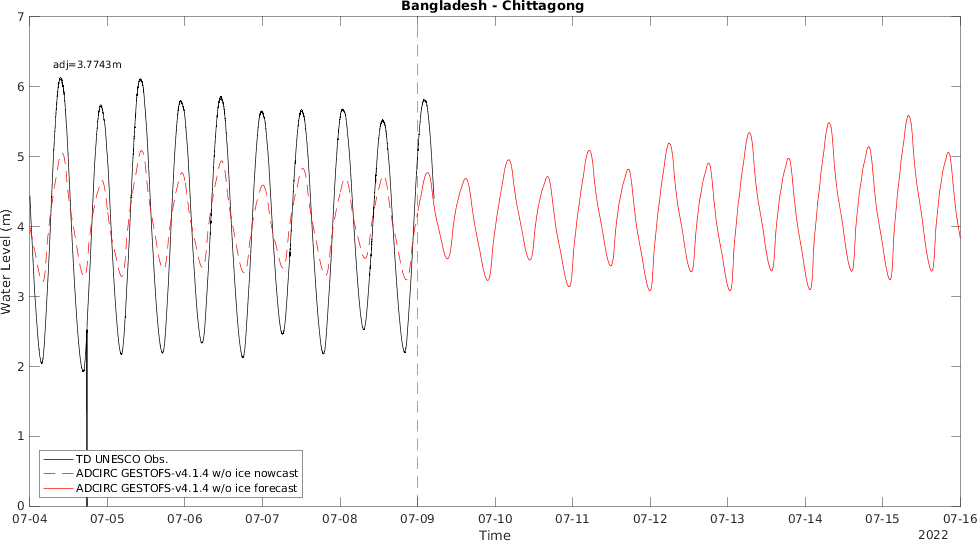 Bangladesh - Chittagong
adj=3.7743m
Water Level (m)
7
6
5
4
3
2
1
0
TD UNESCO Obs.
ADCIRC GESTOFS-v4.1.4 w/o ice nowcast
ADCIRC GESTOFS-v4.1.4 w/o ice forecast
07-04 07-05 07-06 07-07 07-08 07-09 07-10 07-11 07-12 07-13 07-14 07-15 07-16
Time
2022